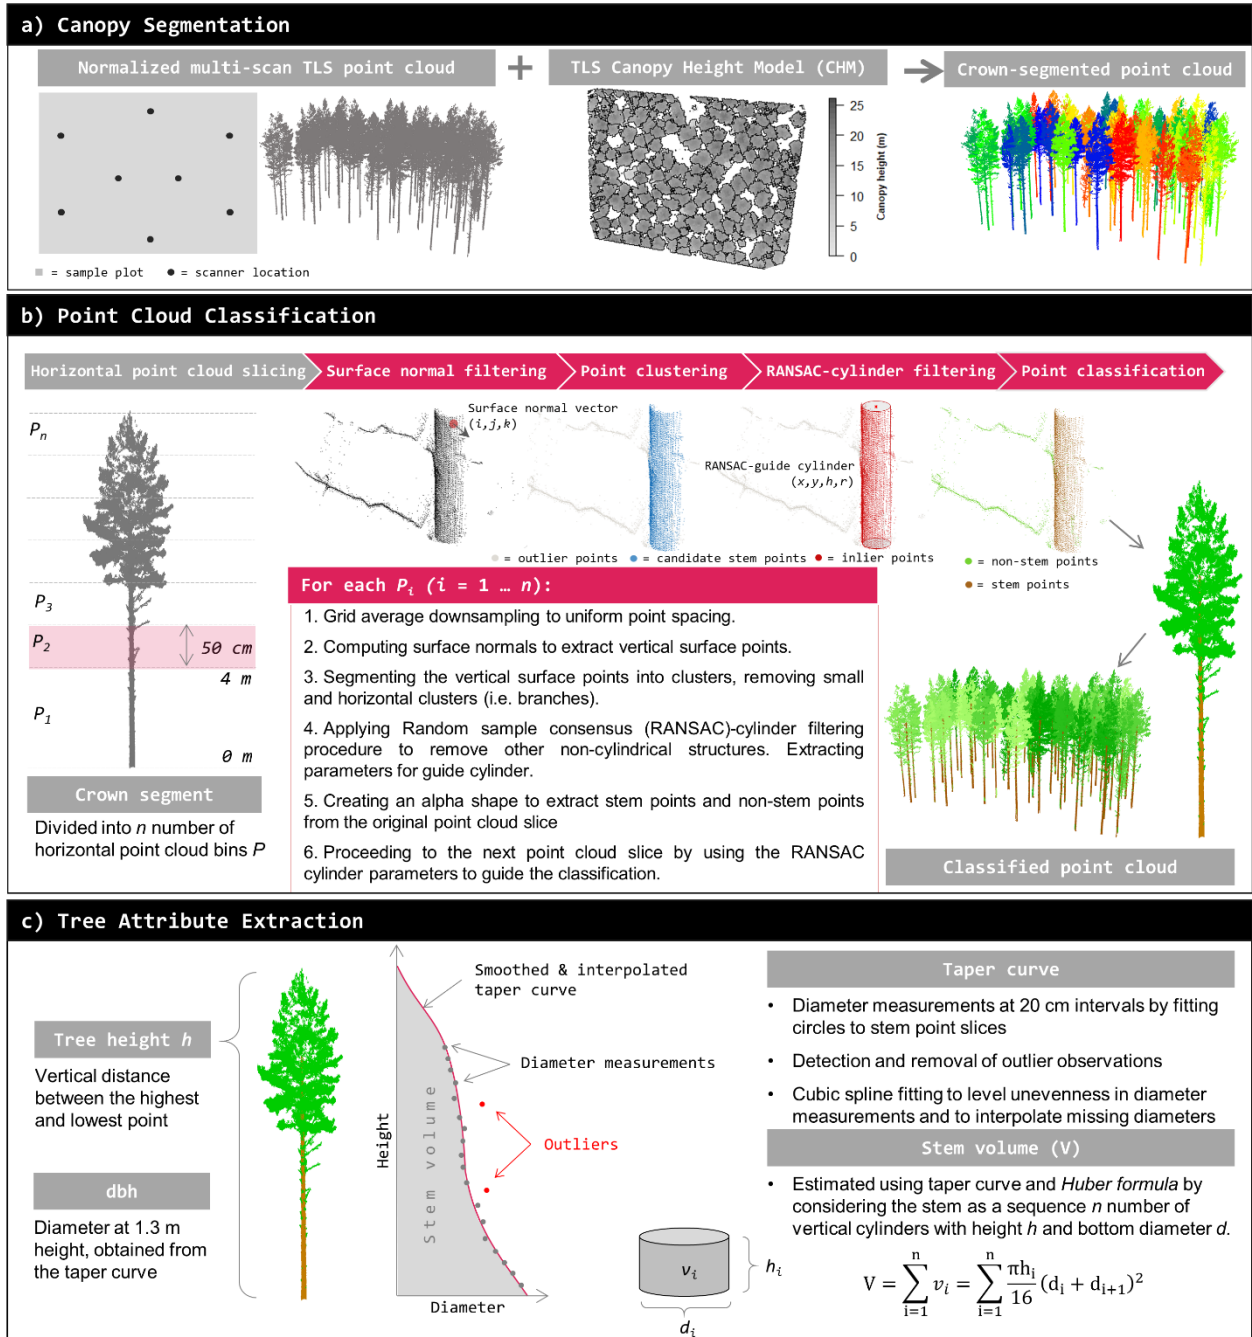 a) Canopy Segmentation
Normalized multi-scan TLS point cloud
+
TLS Canopy Height Model (CHM)
Crown-segmented point cloud
25
20
15
10
5
0
Canopy height (m)
= sample plot
= scanner location
b) Point Cloud Classification
Horizontal point cloud slicing
Surface normal filtering
Point clustering
RANSAC-cylinder filtering
Point classification
Surface normal vector
(i,j,k)
RANSAC-guide cylinder
(x,y,h,r)
= outlier points
= candidate stem points
= inlier points
= non-stem points
= stem points
Pn
P3
P2
50 cm
4 m
P1
0 m
Crown segment
Divided into n number of
horizontal point cloud bins P
For each Pi (i = 1 … n):
1. Grid average downsampling to uniform point spacing.
2. Computing surface normals to extract vertical surface points.
3. Segmenting the vertical surface points into clusters, removing small
and horizontal clusters (i.e. branches).
4. Applying Random sample consensus (RANSAC)-cylinder filtering
procedure to remove other non-cylindrical structures. Extracting
parameters for guide cylinder.
5. Creating an alpha shape to extract stem points and non-stem points
from the original point cloud slice
6. Proceeding to the next point cloud slice by using the RANSAC
cylinder parameters to guide the classification.
Classified point cloud
c) Tree Attribute Extraction
Tree height h
Vertical distance
between the highest
and lowest point
dbh
Diameter at 1.3 m
height, obtained from
the taper curve
Smoothed & interpolated
taper curve
Diameter measurements
Outliers
Height
Stem volume
Diameter
vi
hi
di
Taper curve
• Diameter measurements at 20 cm intervals by fitting
circles to stem point slices
• Detection and removal of outlier observations
• Cubic spline fitting to level unevenness in diameter
measurements and to interpolate missing diameters
Stem volume (V)
• Estimated using taper curve and Huber formula by
considering the stem as a sequence n number of
vertical cylinders with height h and bottom diameter d.
V = ∑_{i=1}^{n} v_i = ∑_{i=1}^{n} πh_i/16 (d_i + d_{i+1})²